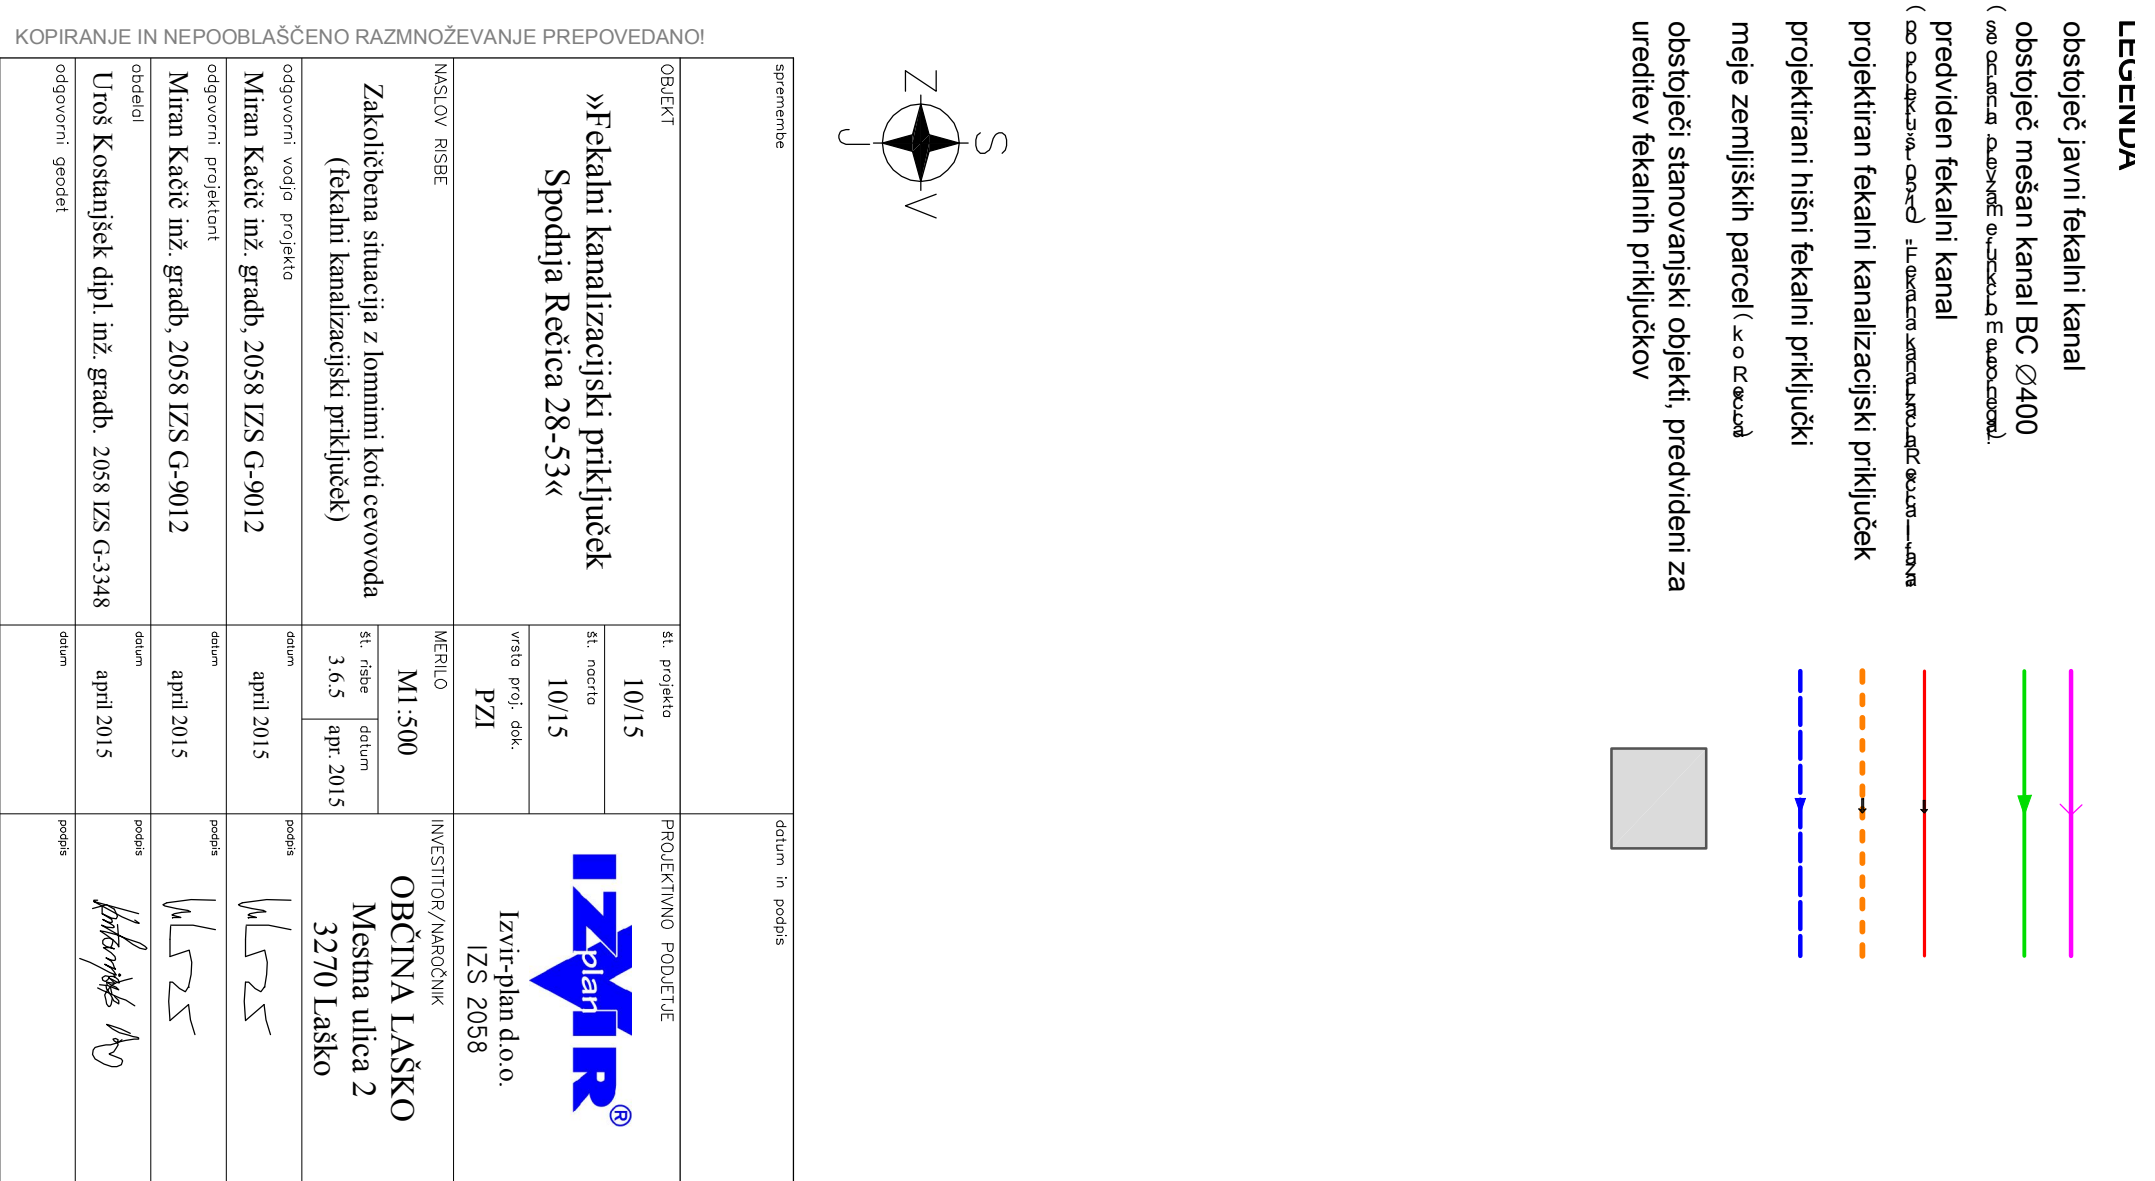 KOPIRANJE IN NEPOOBLAŠČENO RAZMNOŽEVANJE PREPOVEDANO!
LEGENDA
obstoječ javni fekalni kanal
obstoječ mešan kanal BC Ø400
predviden fekalni kanal
projektiran fekalni kanalizacijski priključek
projektirani hišni fekalni priključki
meje zemljiških parcel
obstoječi stanovanjski objekti, predvideni za
ureditev fekalnih priključkov
S
Z
V
J
spremembe
datum in podpis
OBJEKT
»Fekalni kanalizacijski priključek
Spodnja Rečica 28-53«
št. projekta
10/15
št. nacrta
10/15
vrsta proj. dok.
PZI
PROJEKTIVNO PODJETJE
IZVIR ®
plan
Izvir-plan d.o.o.
IZS 2058
NASLOV RISBE
Zakoličbena situacija z lomnimi koti cevovoda
(fekalni kanalizacijski priključek)
MERILO
M1:500
št. risbe
3.6.5
datum
apr. 2015
INVESTITOR/NAROČNIK
OBČINA LAŠKO
Mestna ulica 2
3270 Laško
odgovorni vodja projekta
Miran Kačič inž. gradb, 2058 IZS G-9012
datum
april 2015
podpis
odgovorni projektant
Miran Kačič inž. gradb, 2058 IZS G-9012
datum
april 2015
podpis
obdelal
Uroš Kostanjšek dipl. inž. gradb. 2058 IZS G-3348
datum
april 2015
podpis
odgovorni geodet
datum
podpis